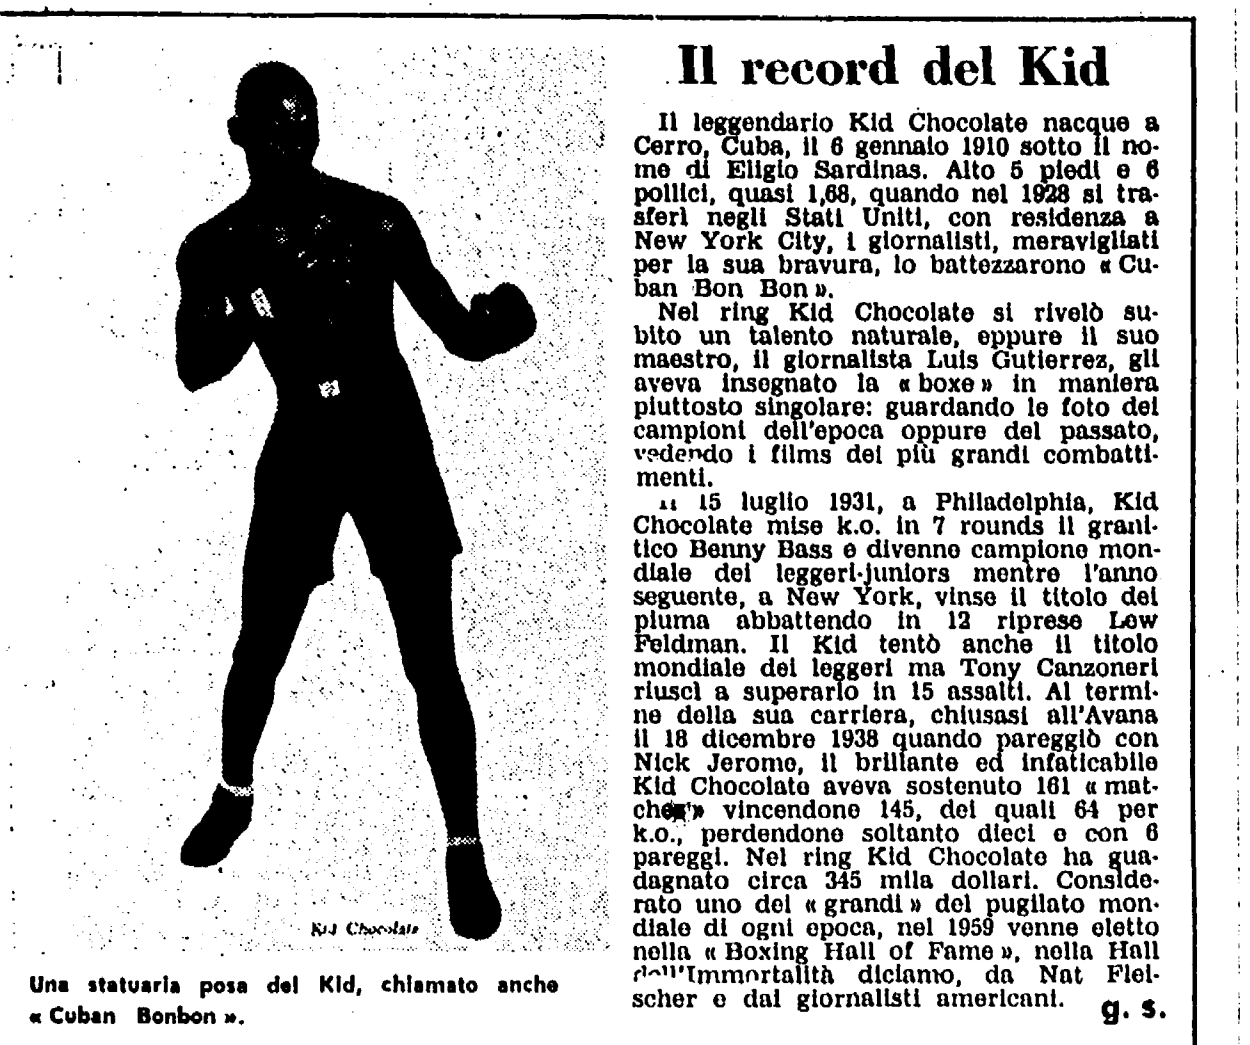 Il record del Kid
Il leggendario Kid Chocolate nacque a
Cerro, Cuba, il 6 gennaio 1910 sotto il no-
me di Eligio Sardinas. Alto 5 piedi e 6
pollici, quasi 1,68, quando nel 1928 si tra-
sferì negli Stati Uniti, con residenza a
New York City, i giornalisti, meravigliati
per la sua bravura, lo battezzarono « Cu-
ban Bon Bon ».
Nel ring Kid Chocolate si rivelò su-
bito un talento naturale, eppure il suo
maestro, il giornalista Luis Gutierrez, gli
aveva insegnato la « boxe » in maniera
piuttosto singolare: guardando le foto dei
campioni dell'epoca oppure del passato,
vedendo i films dei più grandi combatti-
menti.
Il 15 luglio 1931, a Philadelphia, Kid
Chocolate mise k.o. in 7 rounds il grani-
tico Benny Bass e divenne campione mon-
diale dei leggeri-juniors mentre l'anno
seguente, a New York, vinse il titolo dei
piuma abbattendo in 12 riprese Lew
Feldman. Il Kid tentò anche il titolo
mondiale dei leggeri ma Tony Canzoneri
riuscì a superarlo in 15 assalti. Al termi-
ne della sua carriera, chiusasi all'Avana
il 18 dicembre 1938 quando pareggiò con
Nick Jerome, il brillante ed infaticabile
Kid Chocolate aveva sostenuto 161 « mat-
ches » vincendone 145, dei quali 64 per
k.o., perdendone soltanto dieci e con 6
pareggi. Nel ring Kid Chocolate ha gua-
dagnato circa 345 mila dollari. Conside-
rato uno dei « grandi » del pugilato mon-
diale di ogni epoca, nel 1959 venne eletto
nella « Boxing Hall of Fame », nella Hall
dell'Immortalità diciamo, da Nat Flei-
scher e dai giornalisti americani.
g. s.
Kid Chocolate
Una statuaria posa del Kid, chiamato anche
« Cuban Bonbon ».